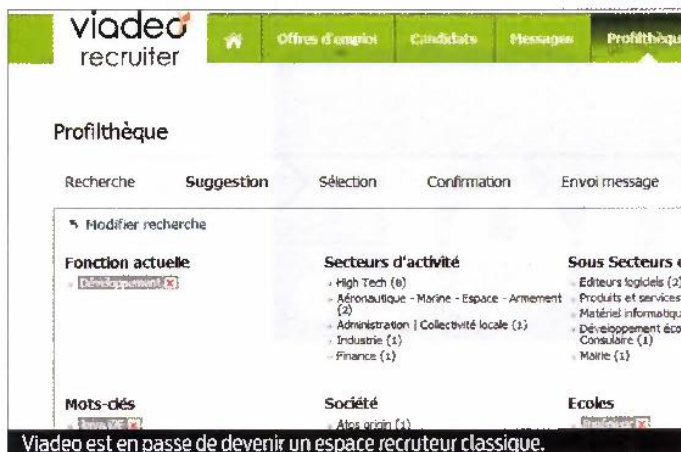 viadeo
recruiter
Offres d'emploi Candidats Messages Profilthèqu
Profilthèque
Recherche Suggestion Sélection Confirmation Envoi message
Modifier recherche
Fonction actuelle Secteurs d'activité Sous Secteurs
Développement x High Tech (8) Editeurs logiciels (2)
Aéronautique - Marine - Espace - Armement Produits et services
(2) Matériel informatiqu
Administration | Collectivité locale (1) Développement éco
Industrie (1) Consulaire (1)
Finance (1) Mairie (1)
Mots-clés Société Ecoles
Atos origin (1)
Viadeo est en passe de devenir un espace recruteur classique.